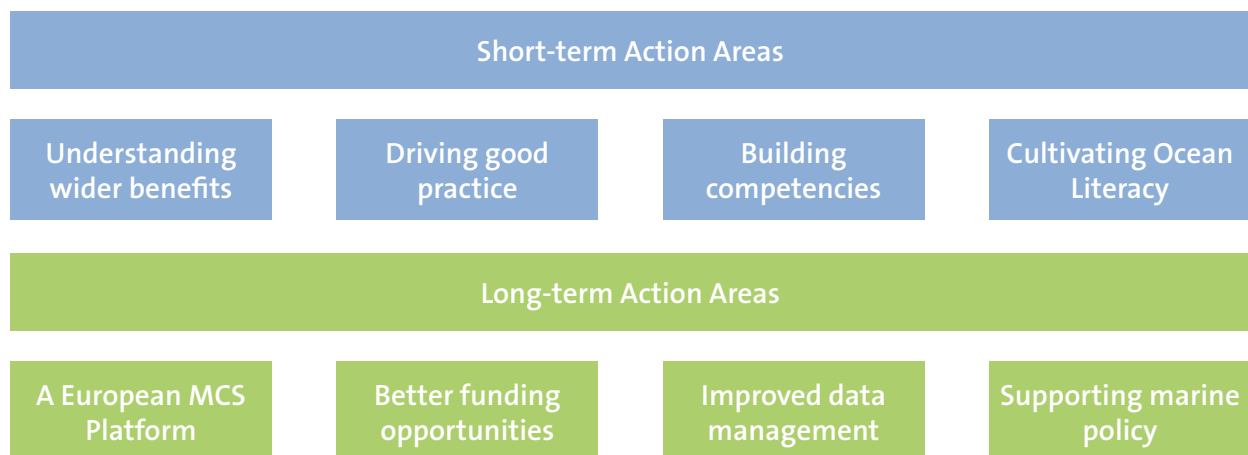 Short-term Action Areas
Understanding
wider benefits
Driving good
practice
Building
competencies
Cultivating Ocean
Literacy
Long-term Action Areas
A European MCS
Platform
Better funding
opportunities
Improved data
management
Supporting marine
policy